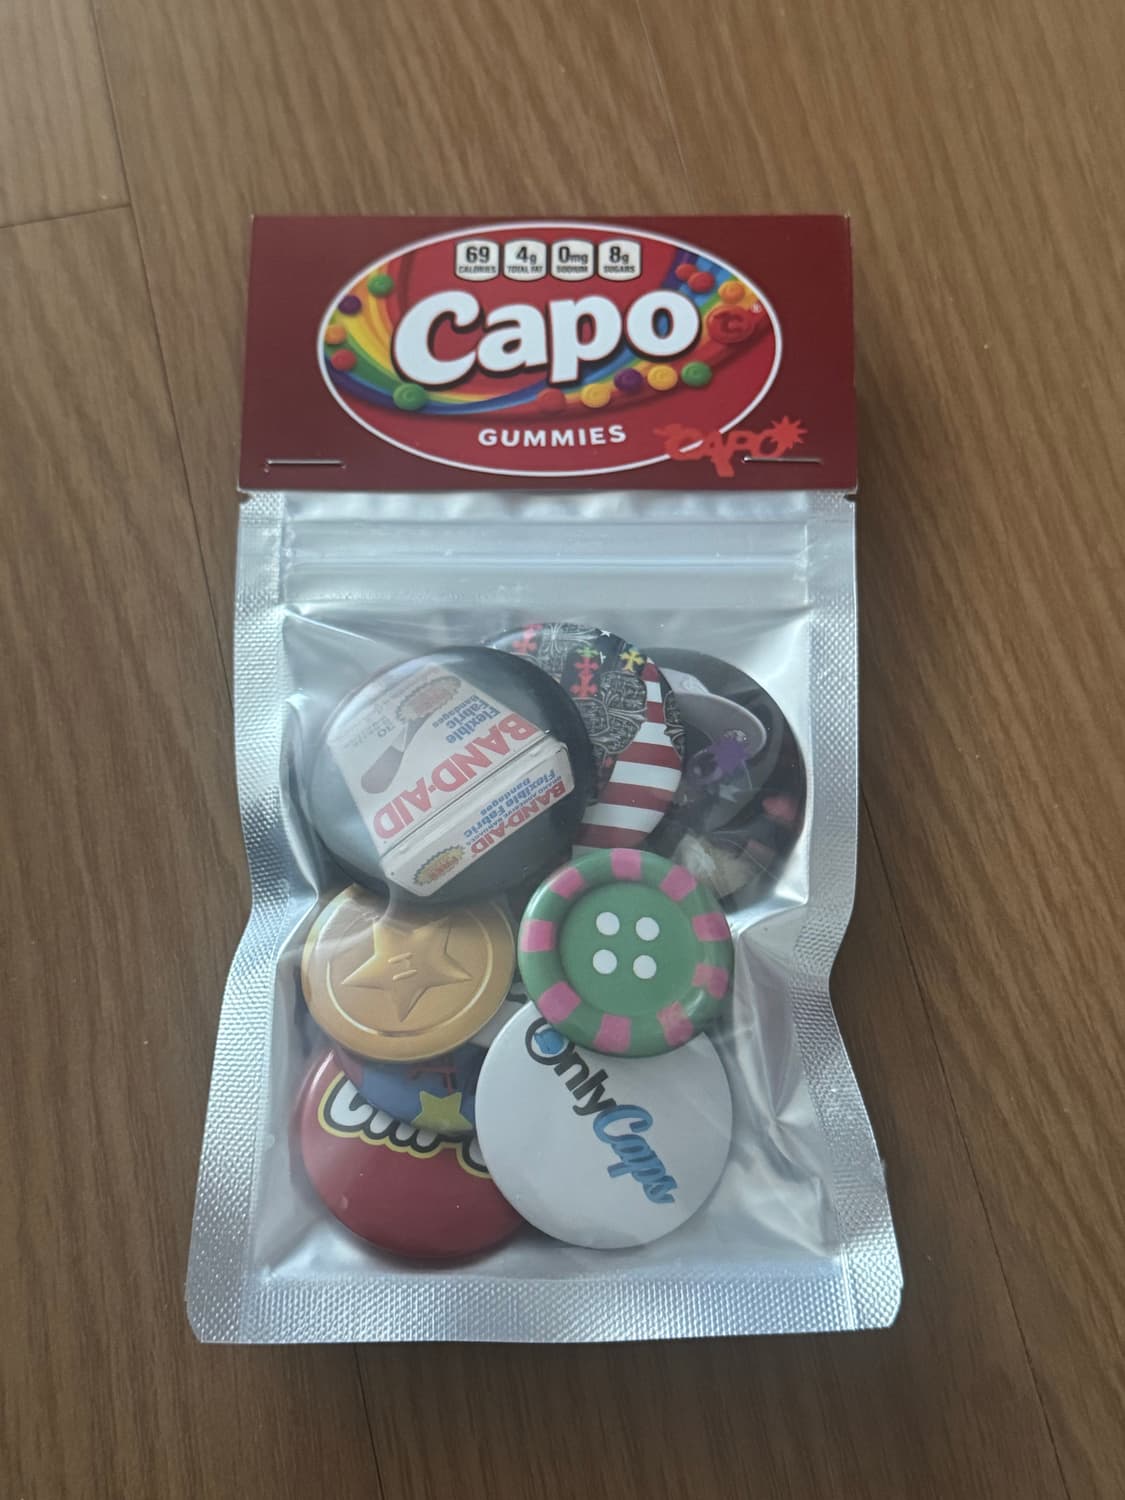 69 4g 0mg 8g
CALORIES TOTAL FAT SODIUM SUGARS
Capo
C
®
GUMMIES
CAPO
Flexible
Fabric
Bandages
BAND-AID
BAND-AID
Flexible Fabric
Bandages
OnlyCaps